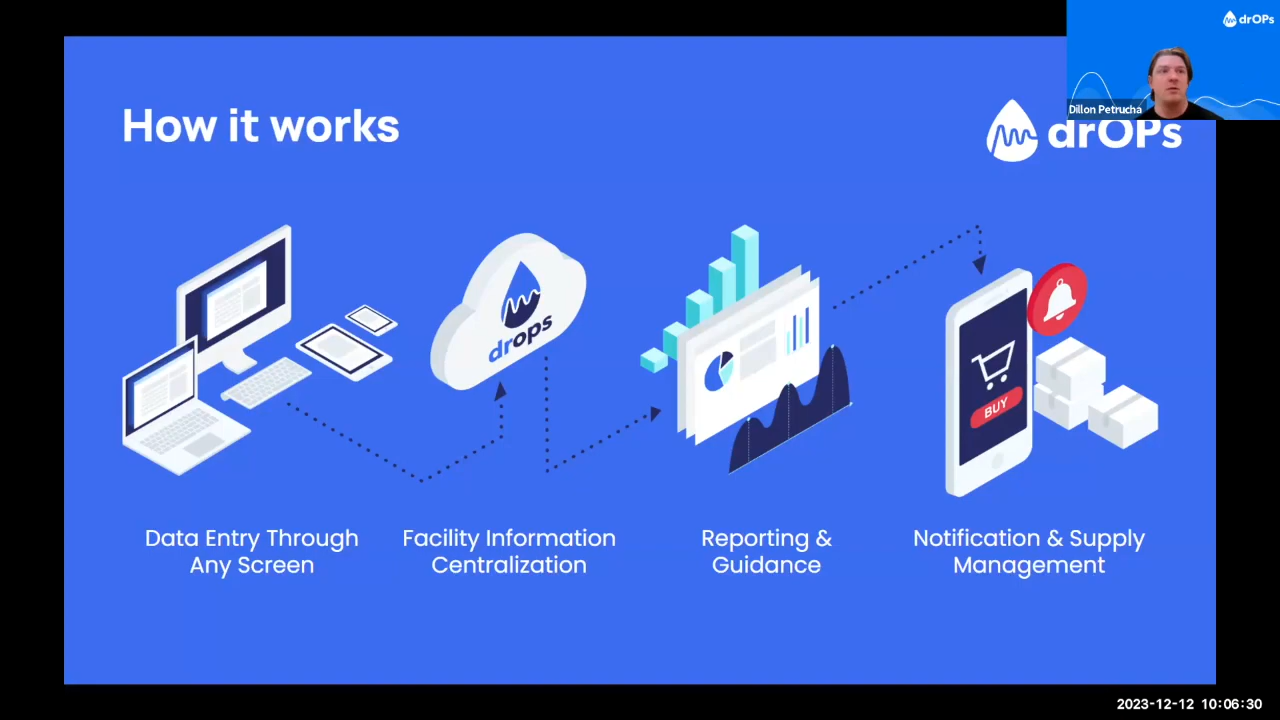 drOPs
Dillon Petrucha
How it works
drOPs
drops
BUY
Data Entry Through
Any Screen
Facility Information
Centralization
Reporting &
Guidance
Notification & Supply
Management
2023-12-12 10:06:30